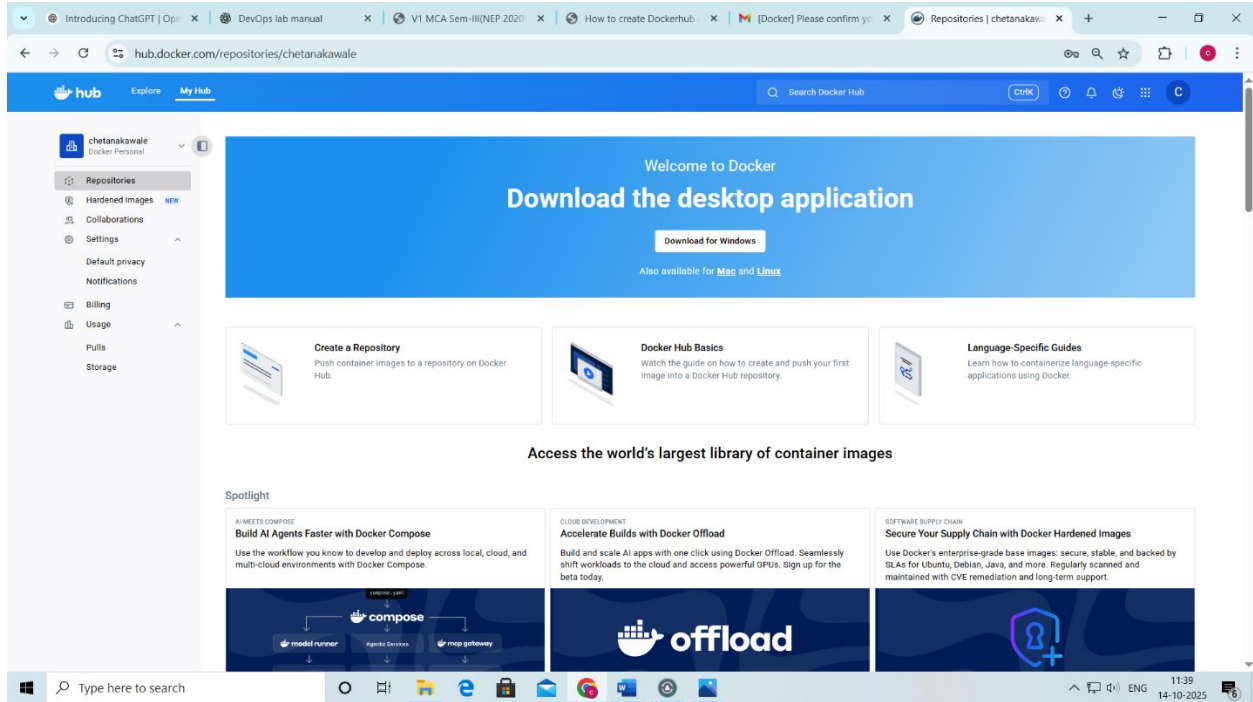 Introducing ChatGPT | Ope
DevOps lab manual
V1 MCA Sem-III(NEP 2020)
How to create Dockerhub
[Docker] Please confirm yo
Repositories | chetanakawa
hub.docker.com/repositories/chetanakawale
hub
Explore
My Hub
Search Docker Hub
CtrlK
C
chetanakawale
Docker Personal
Repositories
Hardened Images NEW
Collaborations
Settings
Default privacy
Notifications
Billing
Usage
Pulls
Storage
Welcome to Docker
Download the desktop application
Download for Windows
Also available for Mac and Linux
Create a Repository
Push container images to a repository on Docker
Hub.
Docker Hub Basics
Watch the guide on how to create and push your first
image into a Docker Hub repository.
Language-Specific Guides
Learn how to containerize language-specific
applications using Docker.
Access the world's largest library of container images
Spotlight
AI MEETS COMPOSE
Build AI Agents Faster with Docker Compose
Use the workflow you know to develop and deploy across local, cloud, and
multi-cloud environments with Docker Compose.
compose.yaml
compose
model runner
Agentic Services
mcp gateway
CLOUD DEVELOPMENT
Accelerate Builds with Docker Offload
Build and scale AI apps with one click using Docker Offload. Seamlessly
shift workloads to the cloud and access powerful GPUs. Sign up for the
beta today.
offload
SOFTWARE SUPPLY CHAIN
Secure Your Supply Chain with Docker Hardened Images
Use Docker's enterprise-grade base images: secure, stable, and backed by
SLAs for Ubuntu, Debian, Java, and more. Regularly scanned and
maintained with CVE remediation and long-term support.
Type here to search
ENG
11:39
14-10-2025
6